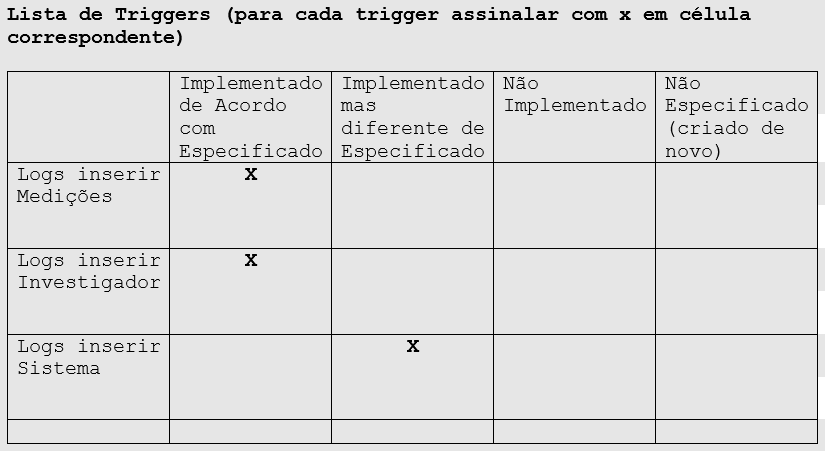 Lista de Triggers (para cada trigger assinalar com x em célula
correspondente)
Implementado
de Acordo
com
Especificado
Implementado
mas
diferente de
Especificado
Não
Implementado
Não
Especificado
(criado de
novo)
Logs inserir
Medições
X
Logs inserir
Investigador
X
Logs inserir
Sistema
X